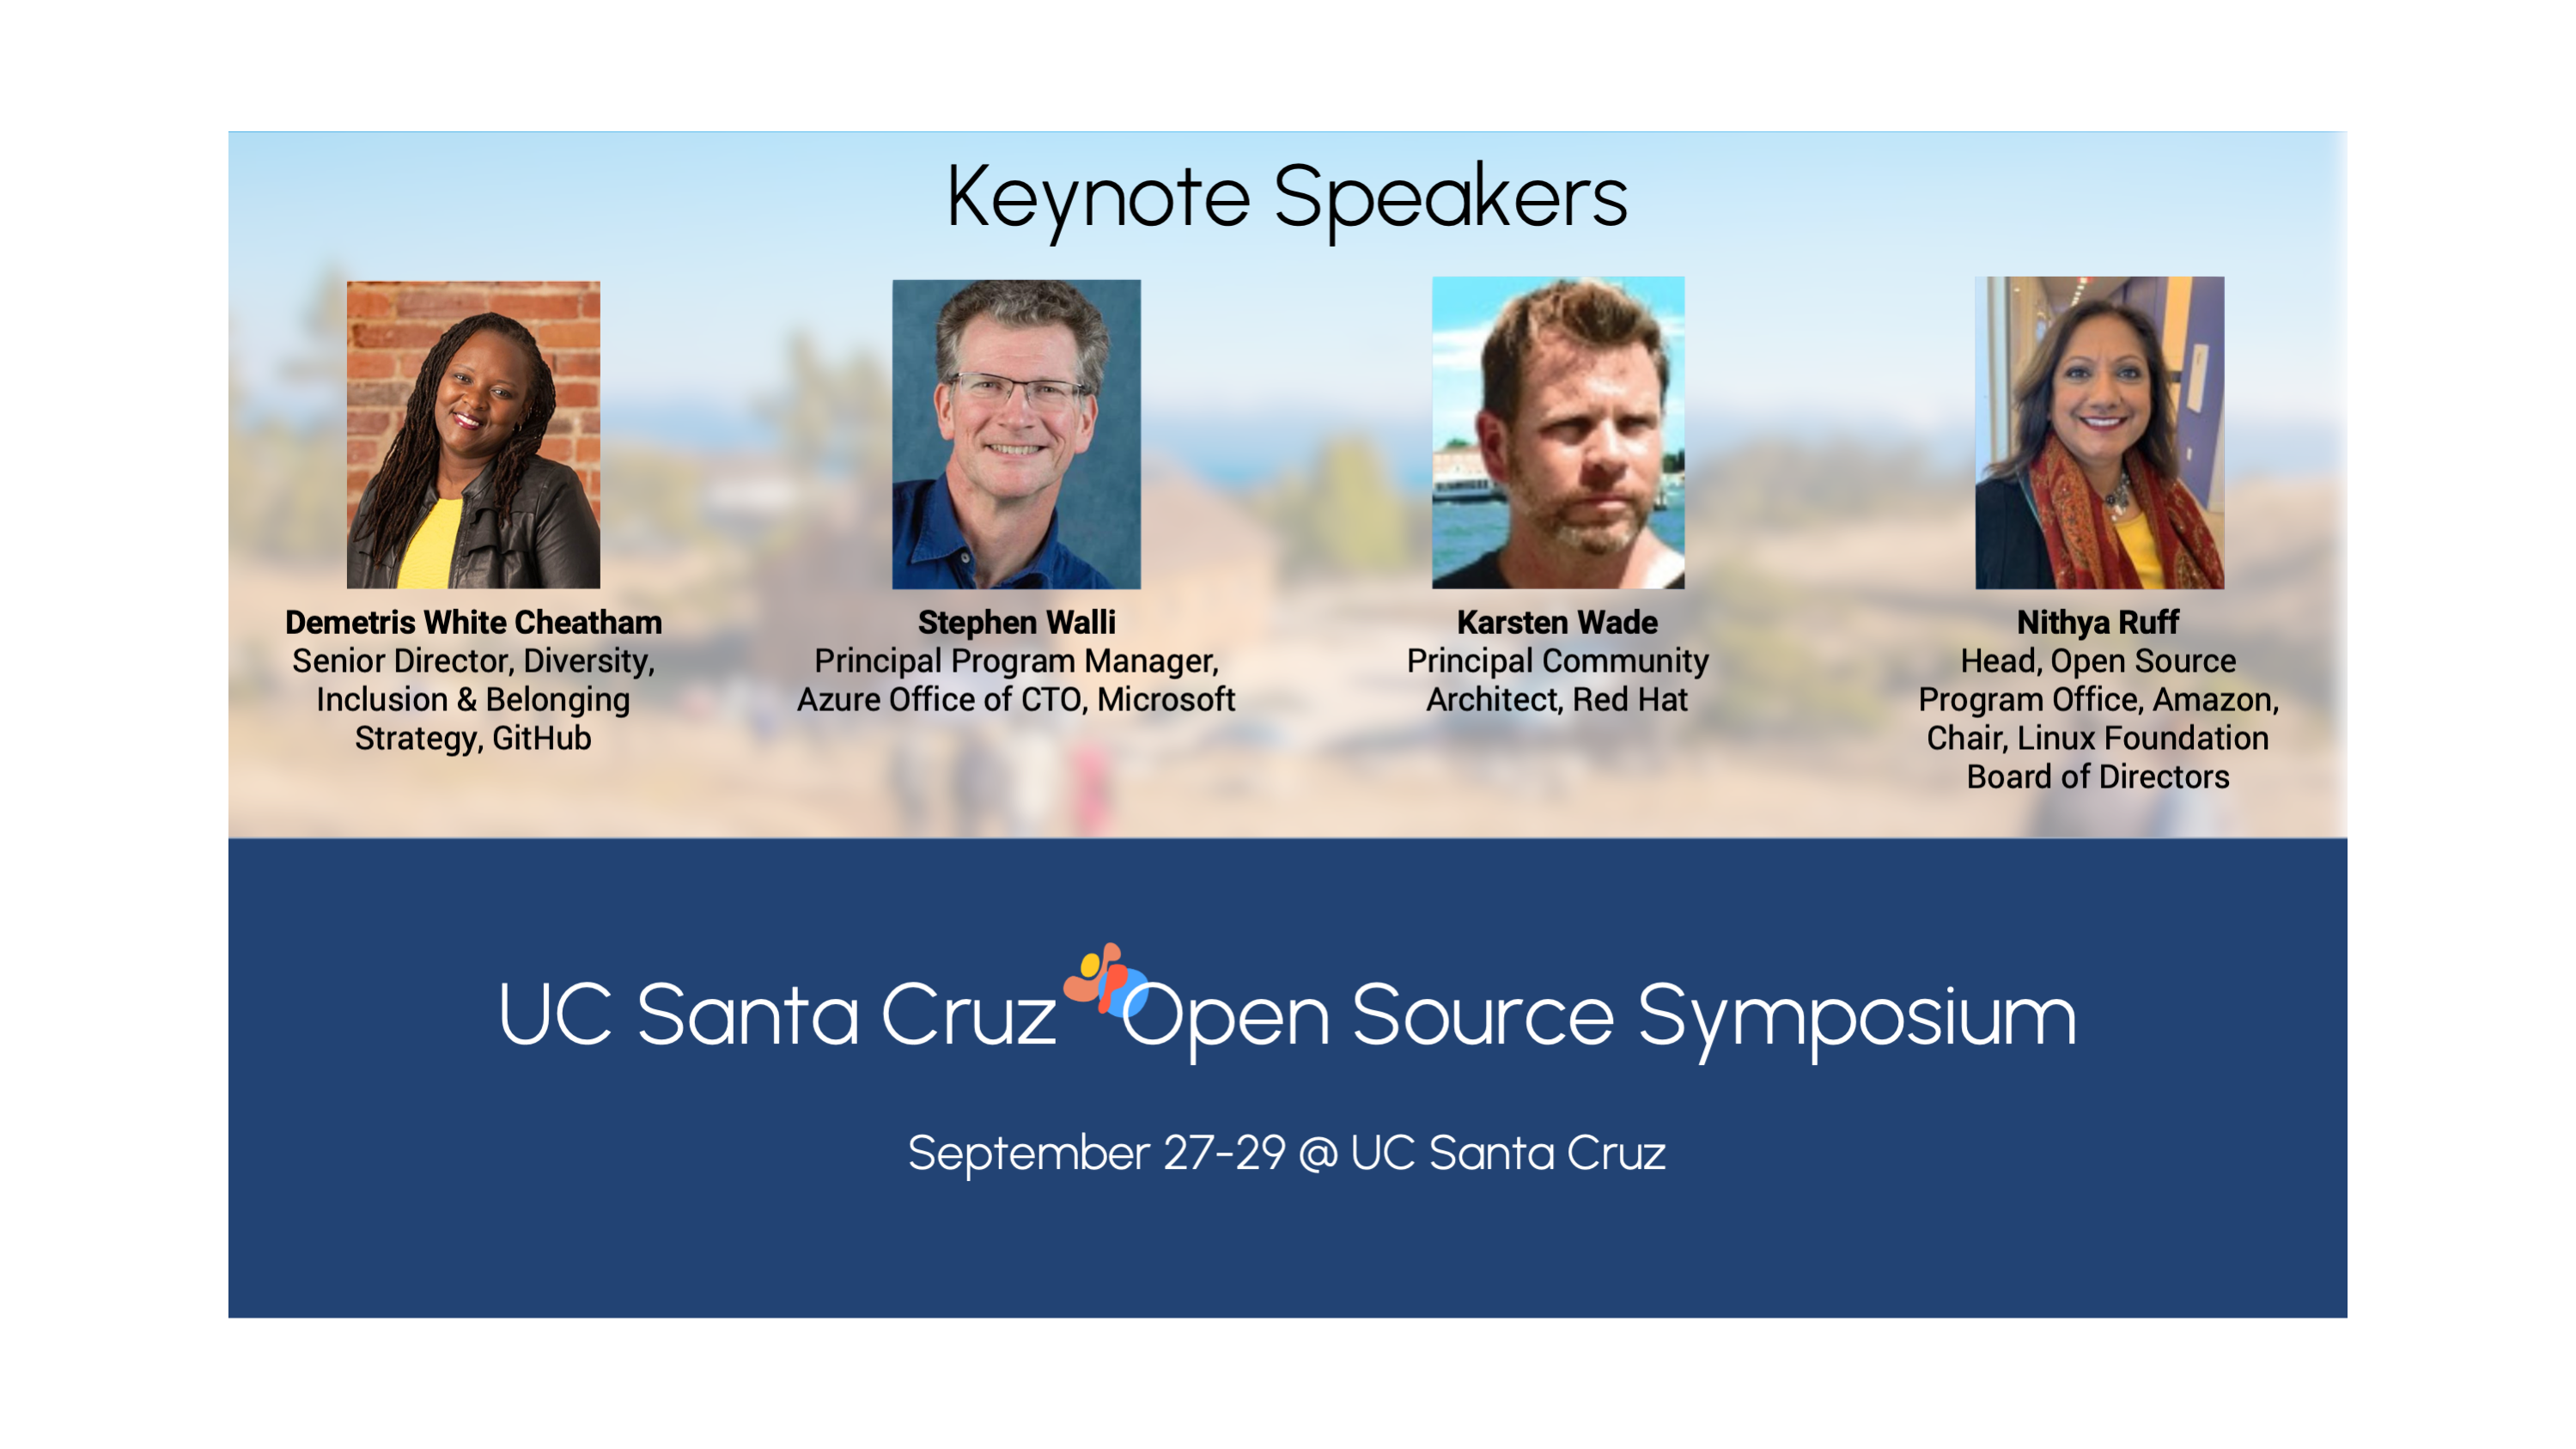 Keynote Speakers
Demetris White Cheatham
Senior Director, Diversity,
Inclusion & Belonging
Strategy, GitHub
Stephen Walli
Principal Program Manager,
Azure Office of CTO, Microsoft
Karsten Wade
Principal Community
Architect, Red Hat
Nithya Ruff
Head, Open Source
Program Office, Amazon,
Chair, Linux Foundation
Board of Directors
UC Santa Cruz Open Source Symposium
September 27-29 @ UC Santa Cruz